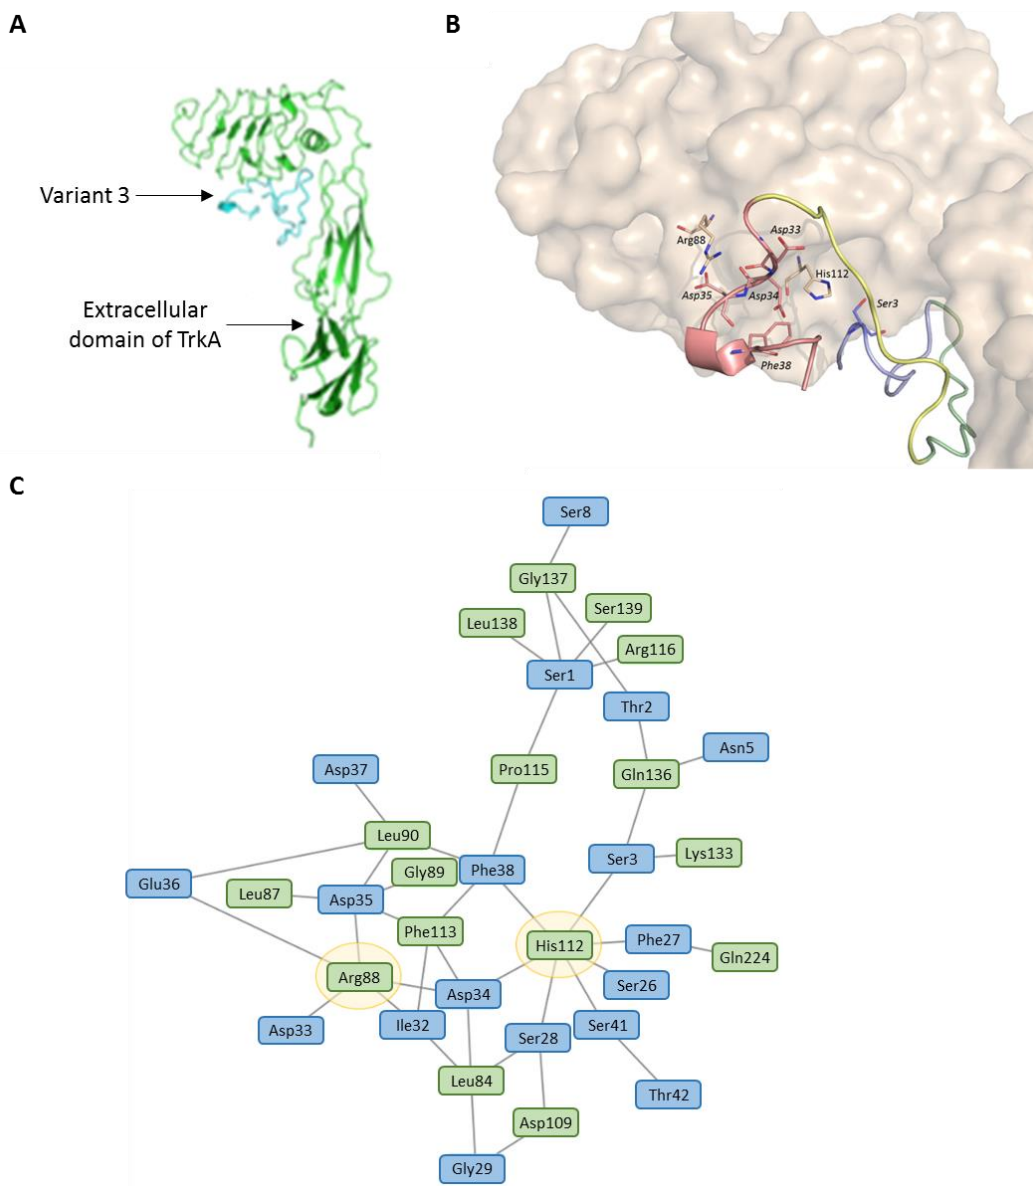 A
B
Variant 3
Extracellular
domain of TrkA
Arg88
Asp33
His112
Asp35
Asp34
Ser3
Phe38
C
Ser8
Gly137
Ser139
Leu138
Arg116
Ser1
Thr2
Asn5
Asp37
Pro115
Gln136
Leu90
Gly89
Phe38
Ser3
Lys133
Glu36
Leu87
Asp35
Phe113
His112
Phe27
Gln224
Arg88
Asp34
Ser26
Asp33
Ile32
Ser28
Ser41
Leu84
Thr42
Asp109
Gly29